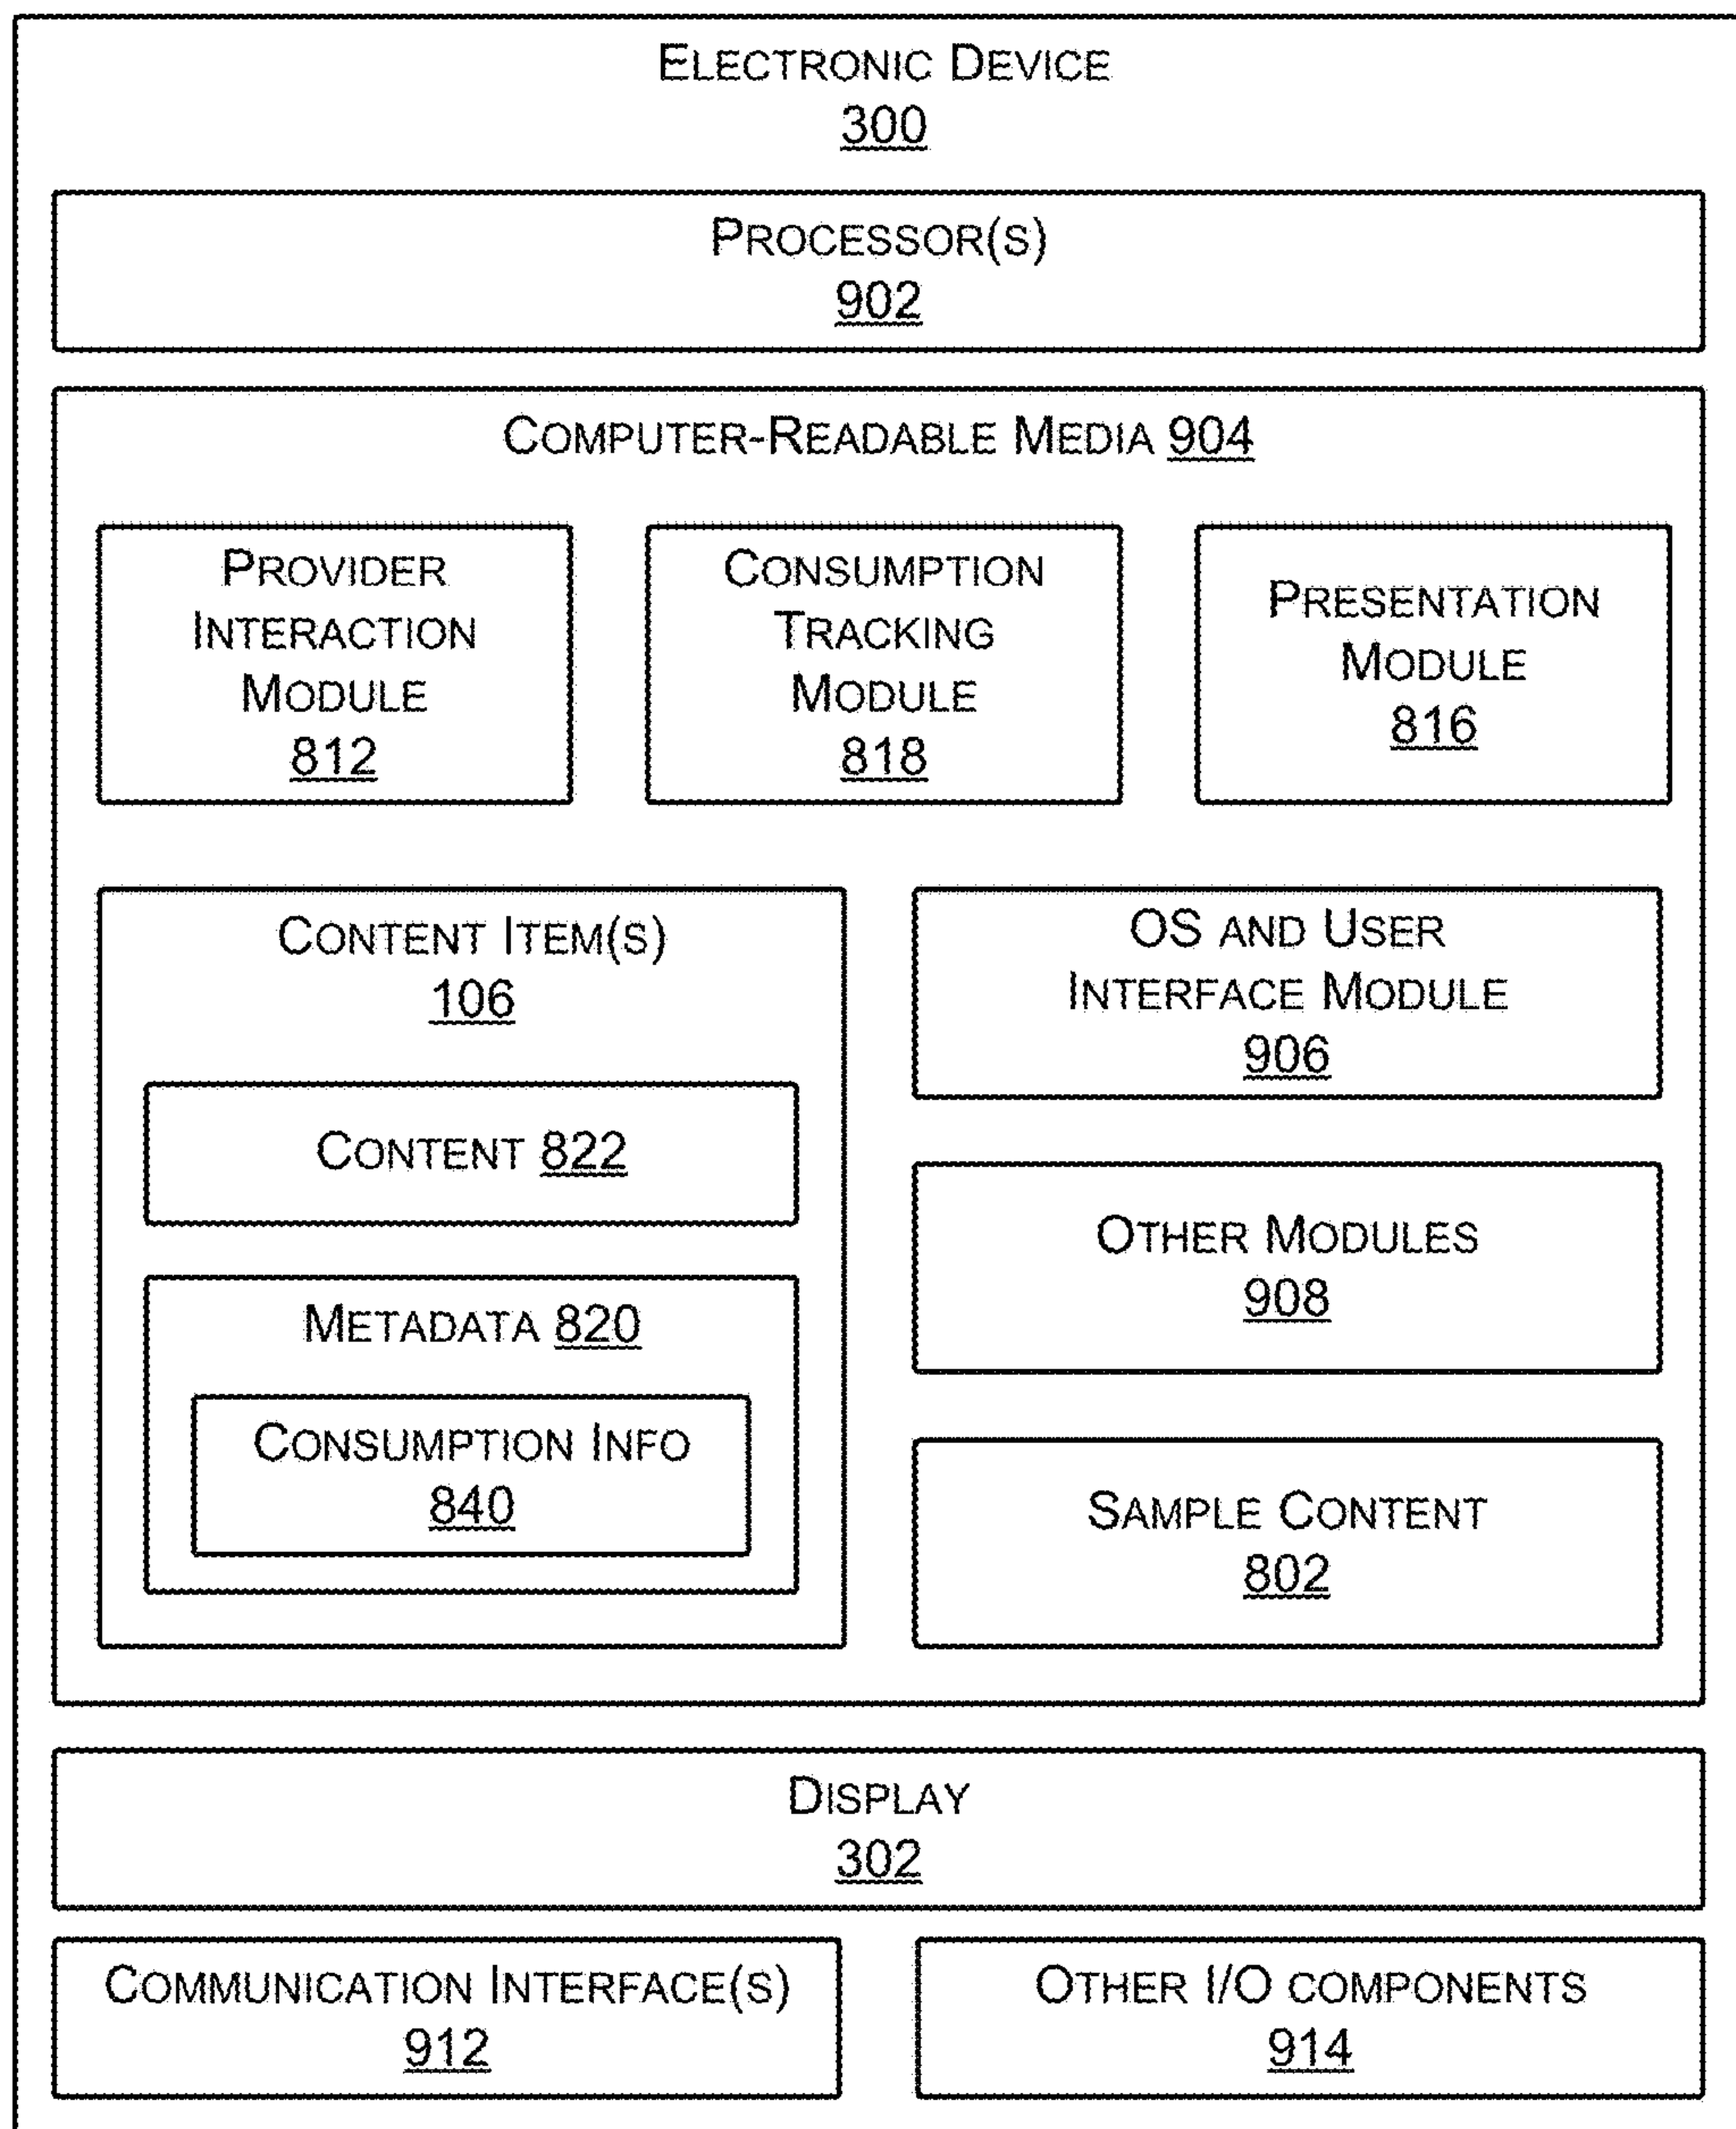 ELECTRONIC DEVICE
300
PROCESSOR(S)
902
COMPUTER-READABLE MEDIA 904
PROVIDER
INTERACTION
MODULE
812
CONSUMPTION
TRACKING
MODULE
818
PRESENTATION
MODULE
816
CONTENT ITEM(S)
106
CONTENT 822
METADATA 820
CONSUMPTION INFO
840
OS AND USER
INTERFACE MODULE
906
OTHER MODULES
908
SAMPLE CONTENT
802
DISPLAY
302
COMMUNICATION INTERFACE(S)
912
OTHER I/O COMPONENTS
914